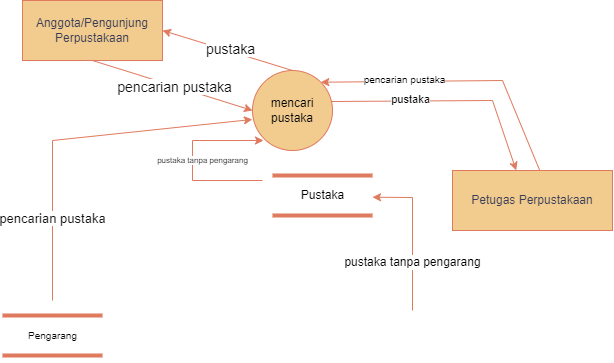 Anggota/Pengunjung
Perpustakaan
pustaka
pencarian pustaka
mencari
pustaka
pencarian pustaka
pustaka
pustaka tanpa pengarang
Pustaka
Petugas Perpustakaan
pencarian pustaka
pustaka tanpa pengarang
Pengarang